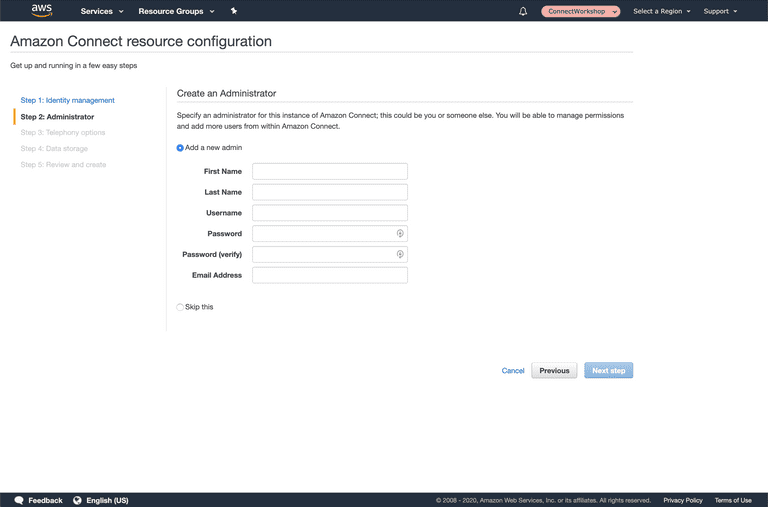 aws Services Resource Groups ConnectWorkshop Select a Region Support
Amazon Connect resource configuration
Get up and running in a few easy steps
Step 1: Identity management
Step 2: Administrator
Step 3: Telephony options
Step 4: Data storage
Step 5: Review and create
Create an Administrator
Specify an administrator for this instance of Amazon Connect; this could be you or someone else. You will be able to manage permissions
and add more users from within Amazon Connect.
Add a new admin
First Name
Last Name
Username
Password
Password (verify)
Email Address
Skip this
Cancel Previous Next step
Feedback English (US) © 2008 - 2020, Amazon Web Services, Inc. or its affiliates. All rights reserved. Privacy Policy Terms of Use